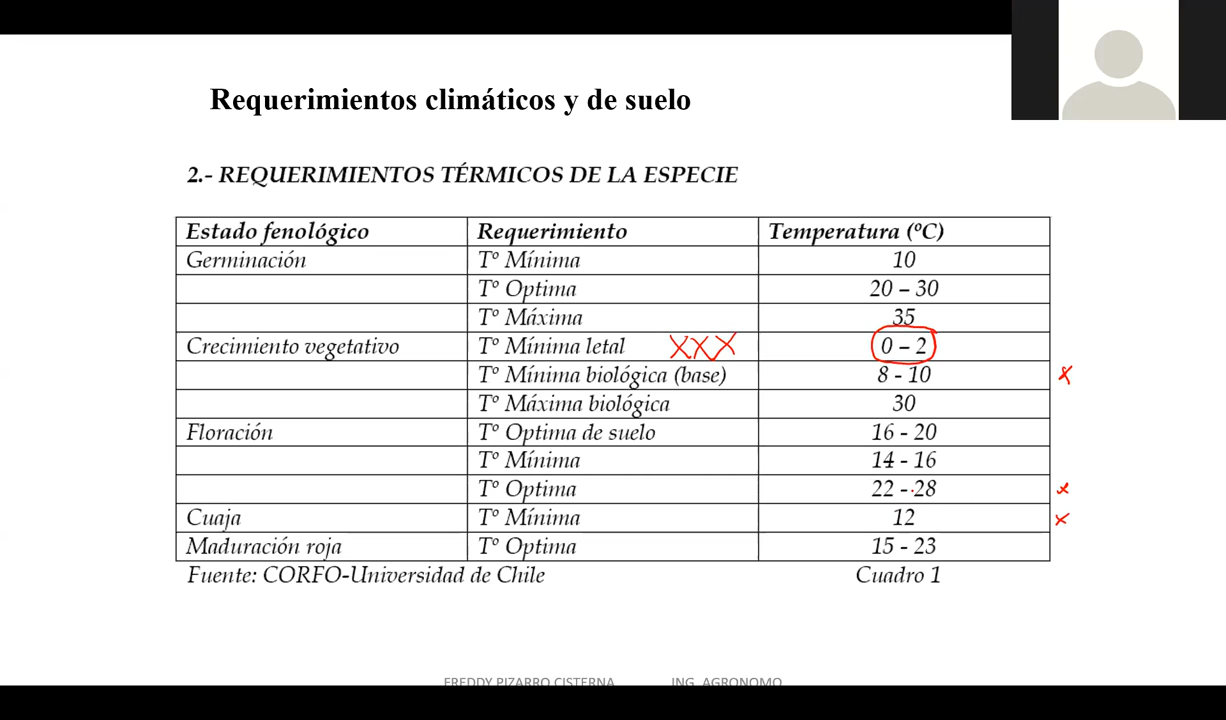 Requerimientos climáticos y de suelo
2.- REQUERIMIENTOS TÉRMICOS DE LA ESPECIE
Estado fenológico Requerimiento Temperatura (ºC)
Germinación Tº Mínima 10
Tº Optima 20 – 30
Tº Máxima 35
Crecimiento vegetativo Tº Mínima letal XXX 0 – 2
Tº Mínima biológica (base) 8 - 10 x
Tº Máxima biológica 30
Floración Tº Optima de suelo 16 - 20
Tº Mínima 14 - 16
Tº Optima 22 - 28 x
Cuaja Tº Mínima 12 x
Maduración roja Tº Optima 15 - 23
Fuente: CORFO-Universidad de Chile Cuadro 1
FREDDY PIZARRO CISTERNA ING. AGRONOMO